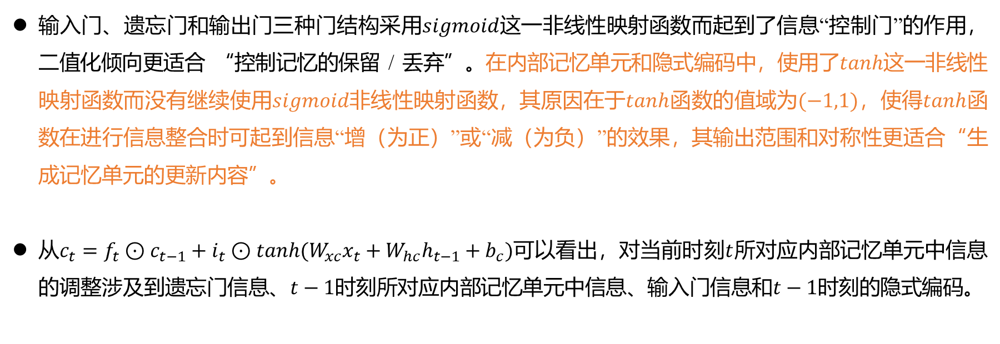 ● 输入门、遗忘门和输出门三种门结构采用sigmoid这一非线性映射函数而起到了信息“控制门”的作用，
二值化倾向更适合 “控制记忆的保留 / 丢弃”。在内部记忆单元和隐式编码中，使用了tanh这一非线性
映射函数而没有继续使用sigmoid非线性映射函数，其原因在于tanh函数的值域为(−1,1)，使得tanh函
数在进行信息整合时可起到信息“增（为正）”或“减（为负）”的效果，其输出范围和对称性更适合“生
成记忆单元的更新内容”。
● 从c_t = f_t ⊙ c_{t−1} + i_t ⊙ tanh(W_{xc}x_t + W_{hc}h_{t−1} + b_c)可以看出，对当前时刻t所对应内部记忆单元中信息
的调整涉及到遗忘门信息、t − 1时刻所对应内部记忆单元中信息、输入门信息和t − 1时刻的隐式编码。